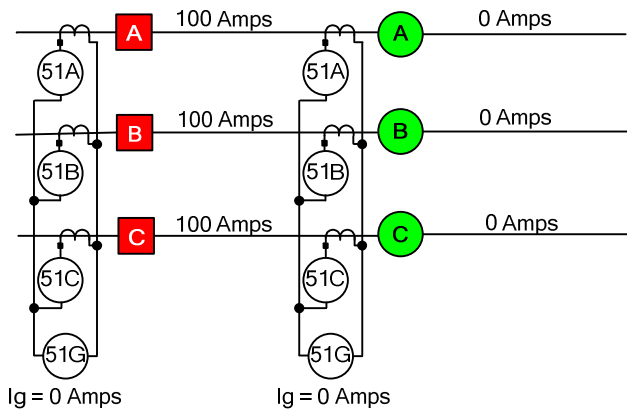 A 100 Amps A 0 Amps
51A 51A
B 100 Amps B 0 Amps
51B 51B
C 100 Amps C 0 Amps
51C 51C
51G 51G
Ig = 0 Amps Ig = 0 Amps